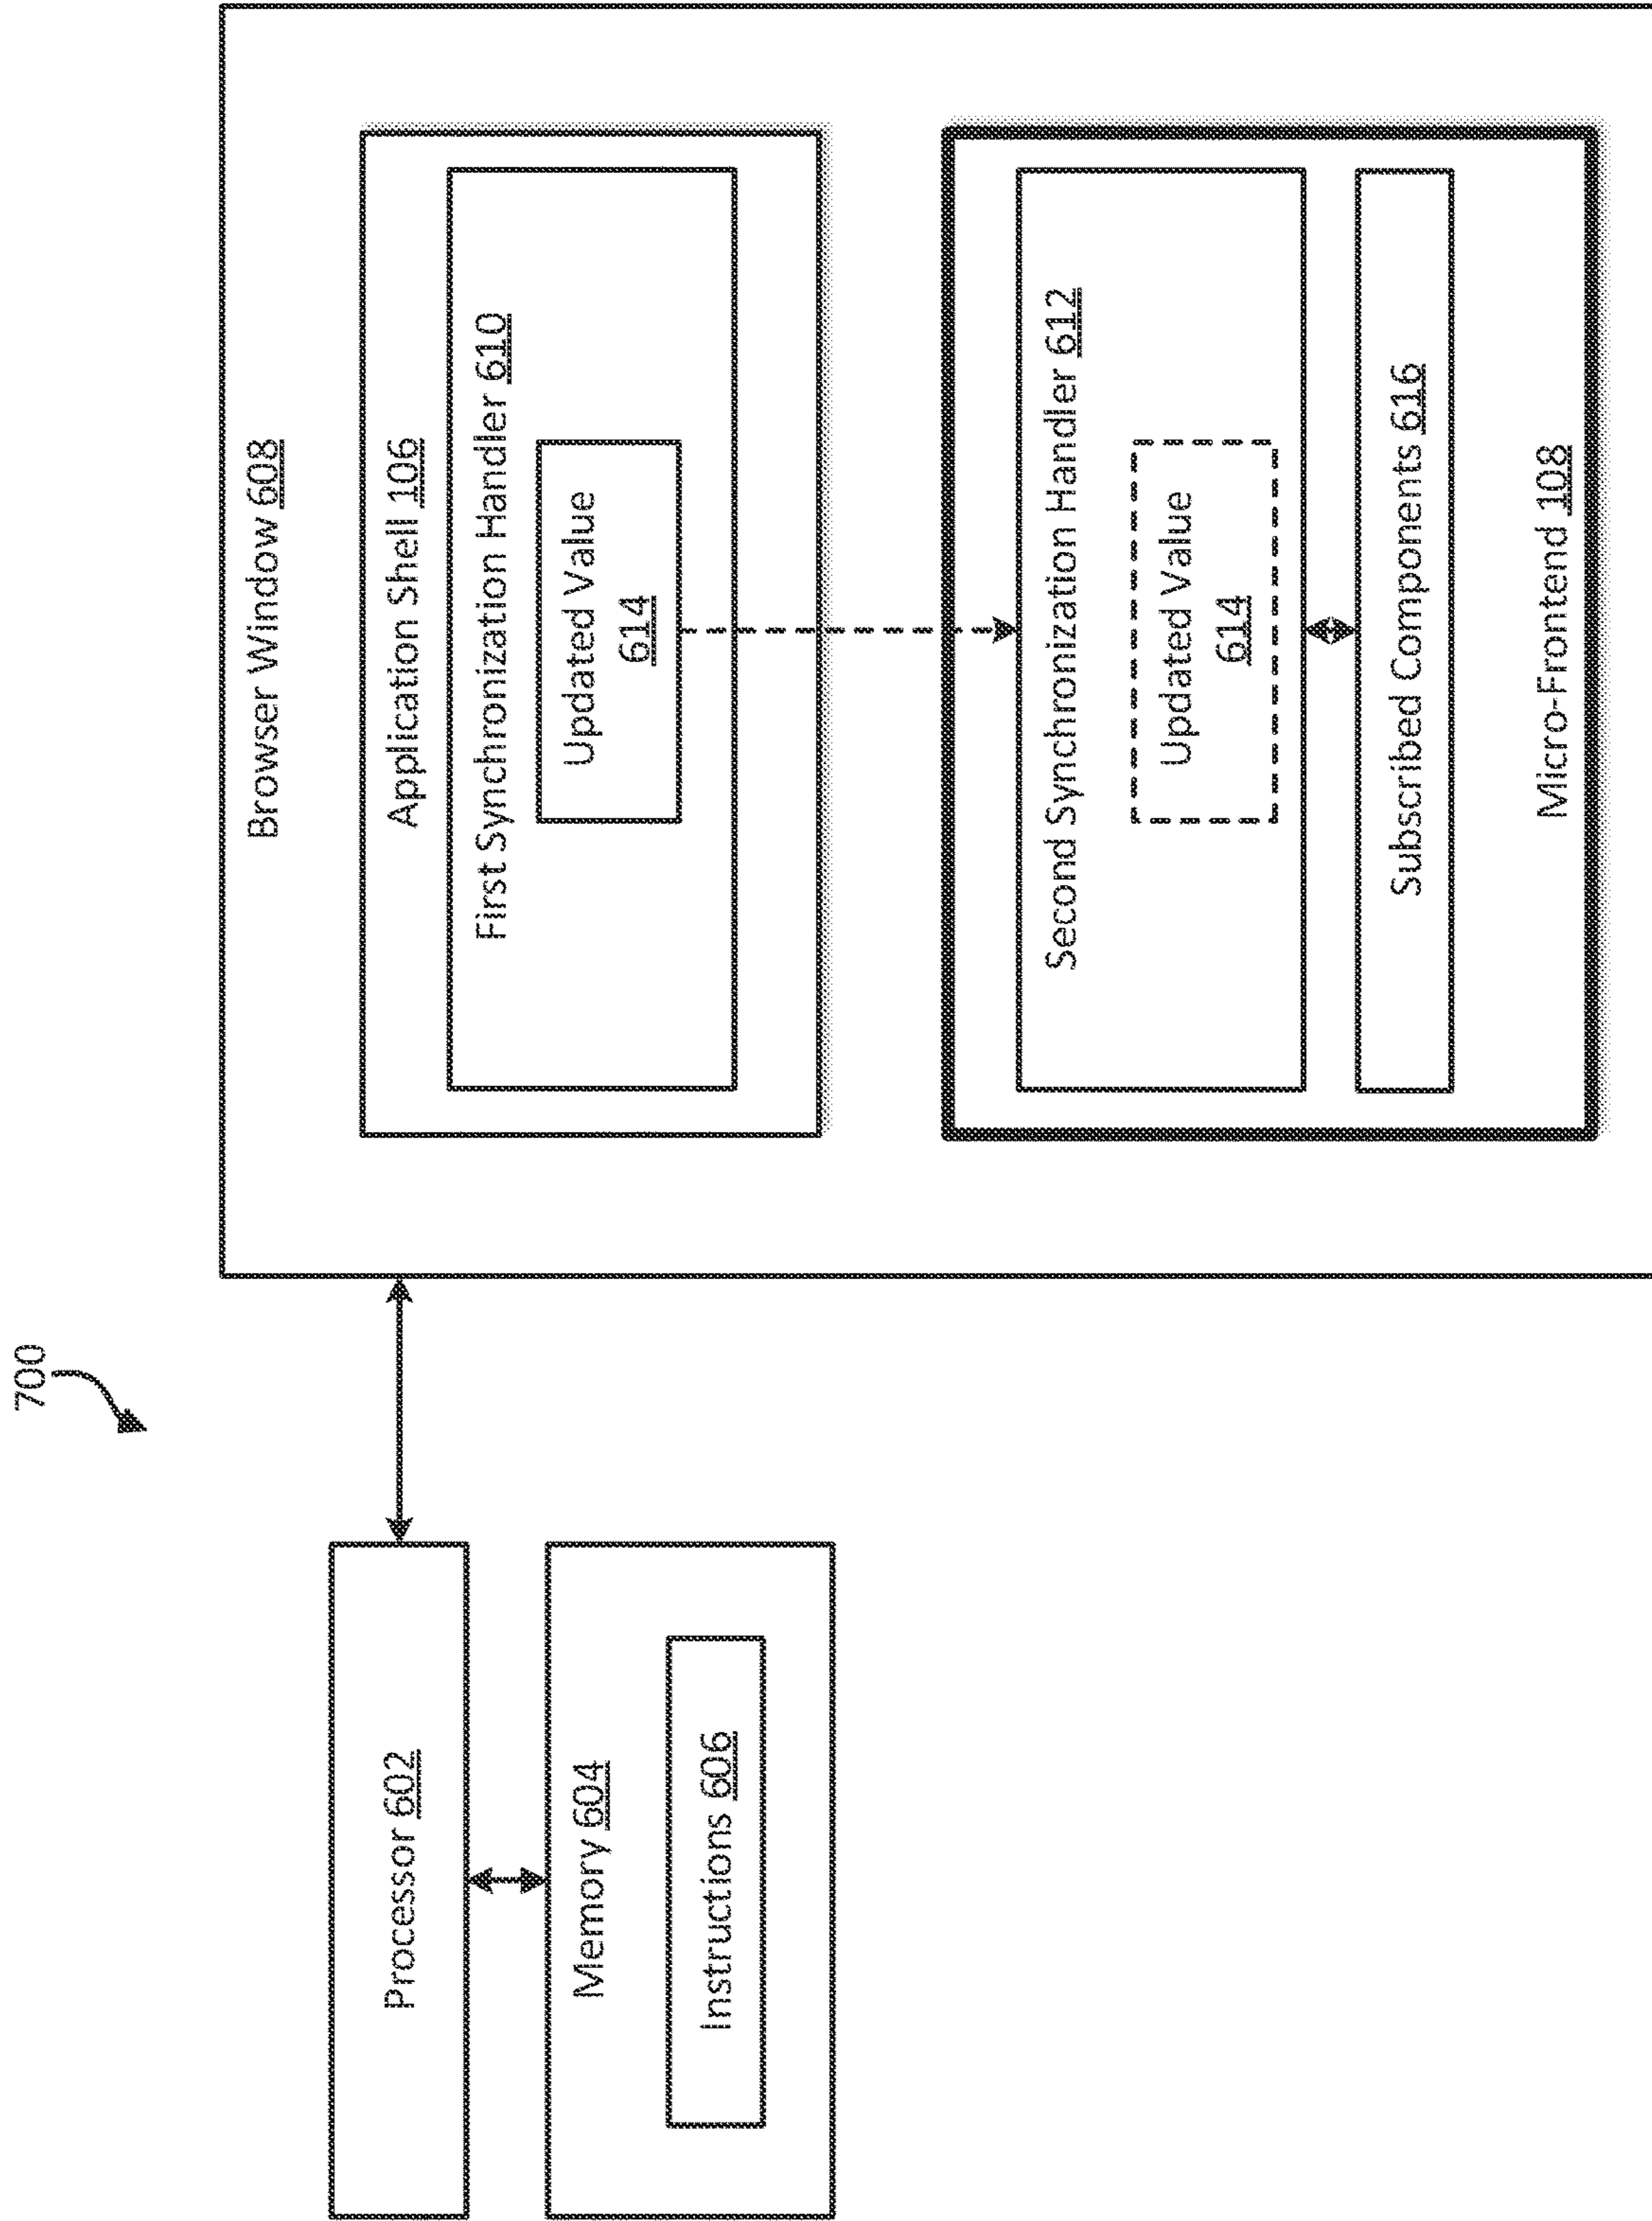 700
Processor 602
Memory 604
Instructions 606
Browser Window 608
Application Shell 106
First Synchronization Handler 610
Updated Value
614
Second Synchronization Handler 612
Updated Value
614
Subscribed Components 616
Micro-Frontend 108